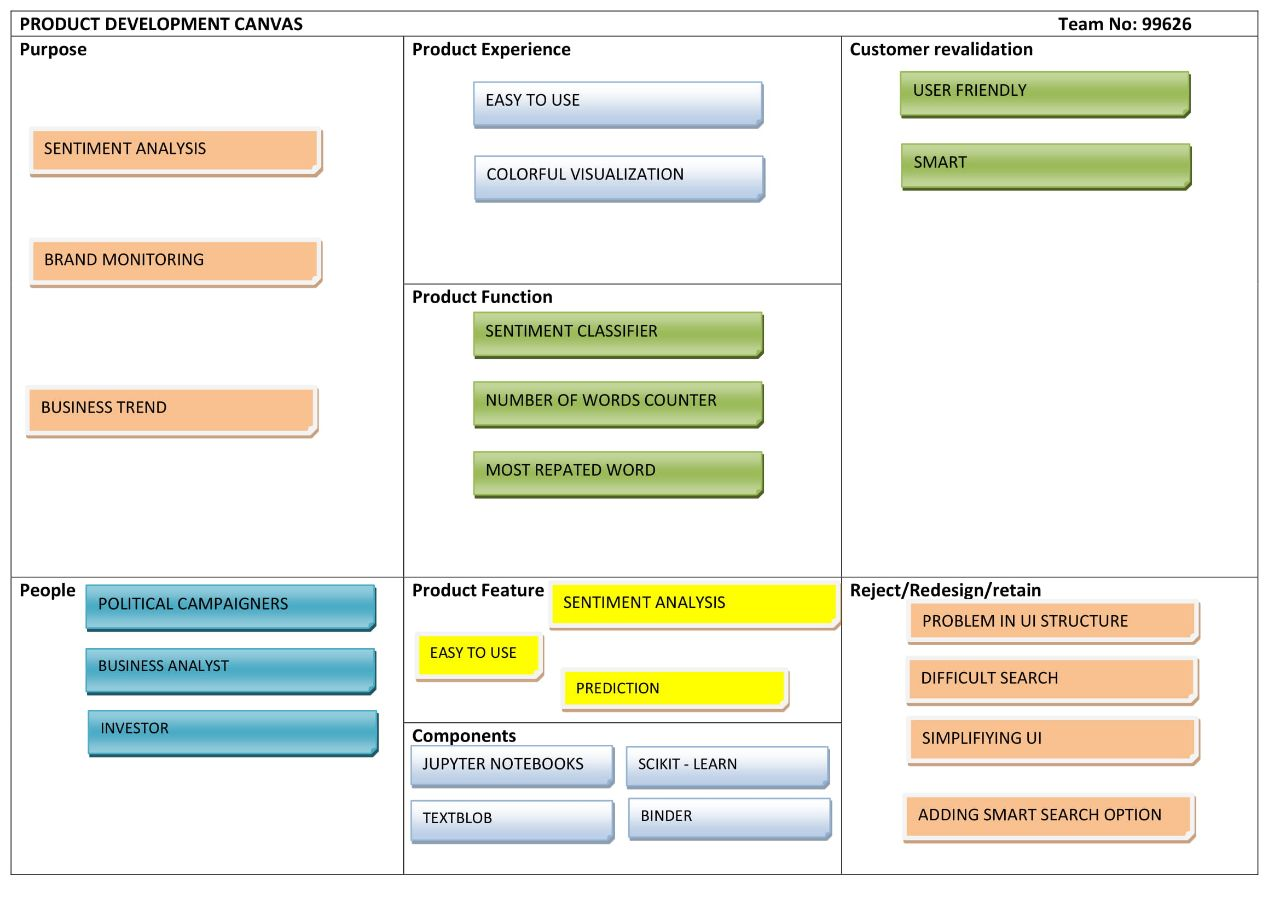 PRODUCT DEVELOPMENT CANVAS Team No: 99626
Purpose
SENTIMENT ANALYSIS
BRAND MONITORING
BUSINESS TREND
Product Experience
EASY TO USE
COLORFUL VISUALIZATION
Product Function
SENTIMENT CLASSIFIER
NUMBER OF WORDS COUNTER
MOST REPATED WORD
Customer revalidation
USER FRIENDLY
SMART
People
POLITICAL CAMPAIGNERS
BUSINESS ANALYST
INVESTOR
Product Feature
SENTIMENT ANALYSIS
EASY TO USE
PREDICTION
Components
JUPYTER NOTEBOOKS
SCIKIT - LEARN
TEXTBLOB
BINDER
Reject/Redesign/retain
PROBLEM IN UI STRUCTURE
DIFFICULT SEARCH
SIMPLIFIYING UI
ADDING SMART SEARCH OPTION